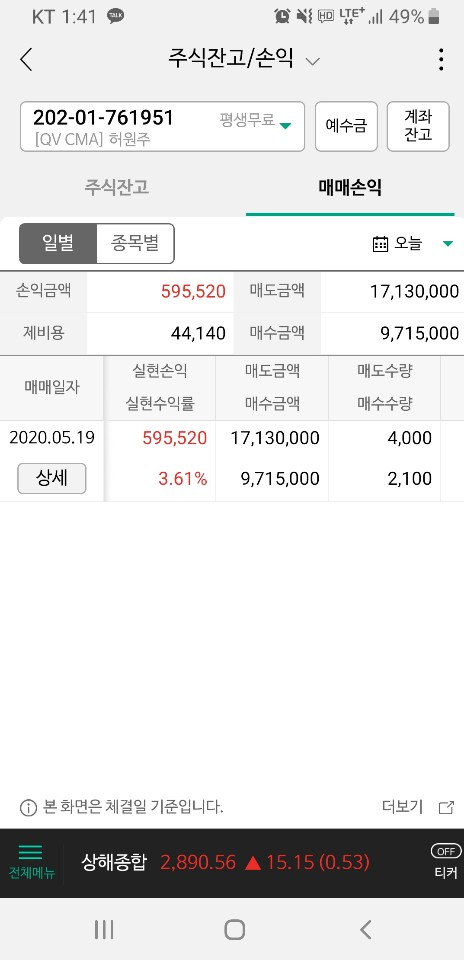 KT 1:41 TALK HD LTE+ 49%
주식잔고/손익
202-01-761951 평생무료
[QV CMA] 허원주
예수금
계좌
잔고
주식잔고 매매손익
일별 종목별 오늘
손익금액 595,520 매도금액 17,130,000
제비용 44,140 매수금액 9,715,000
매매일자
실현손익 매도금액 매도수량
실현수익률 매수금액 매수수량
2020.05.19 595,520 17,130,000 4,000
상세 3.61% 9,715,000 2,100
본 화면은 체결일 기준입니다. 더보기
전체메뉴
상해종합 2,890.56 ▲ 15.15 (0.53)
OFF
티커